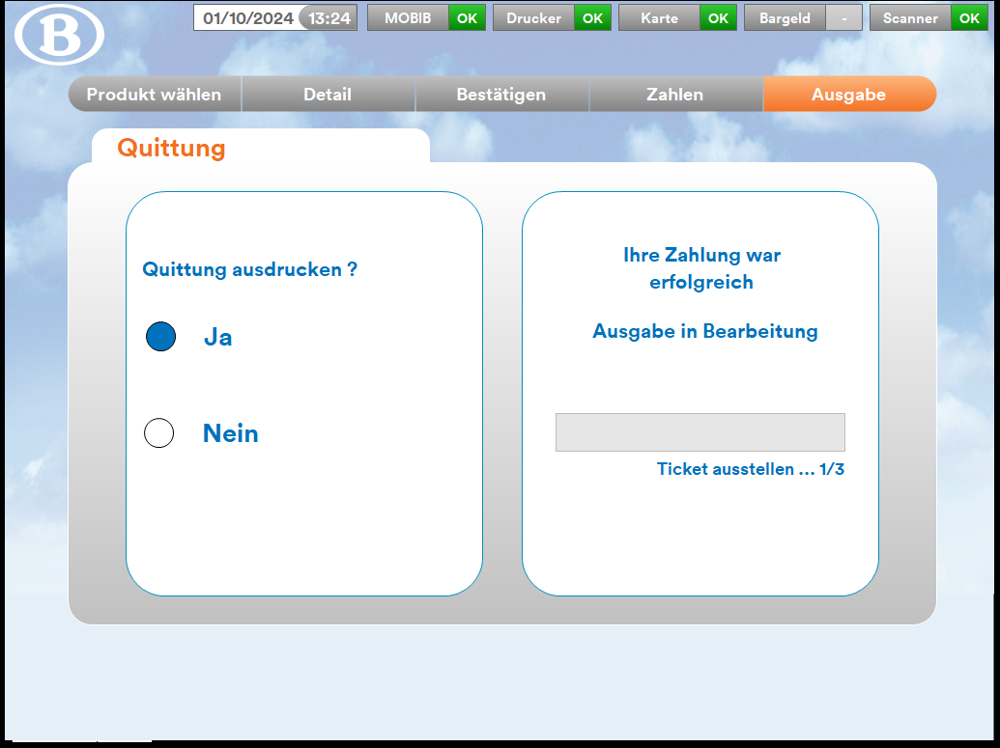 B
01/10/2024 13:24 MOBIB OK Drucker OK Karte OK Bargeld - Scanner OK
Produkt wählen Detail Bestätigen Zahlen Ausgabe
Quittung
Quittung ausdrucken ?
Ja
Nein
Ihre Zahlung war
erfolgreich
Ausgabe in Bearbeitung
Ticket ausstellen ... 1/3